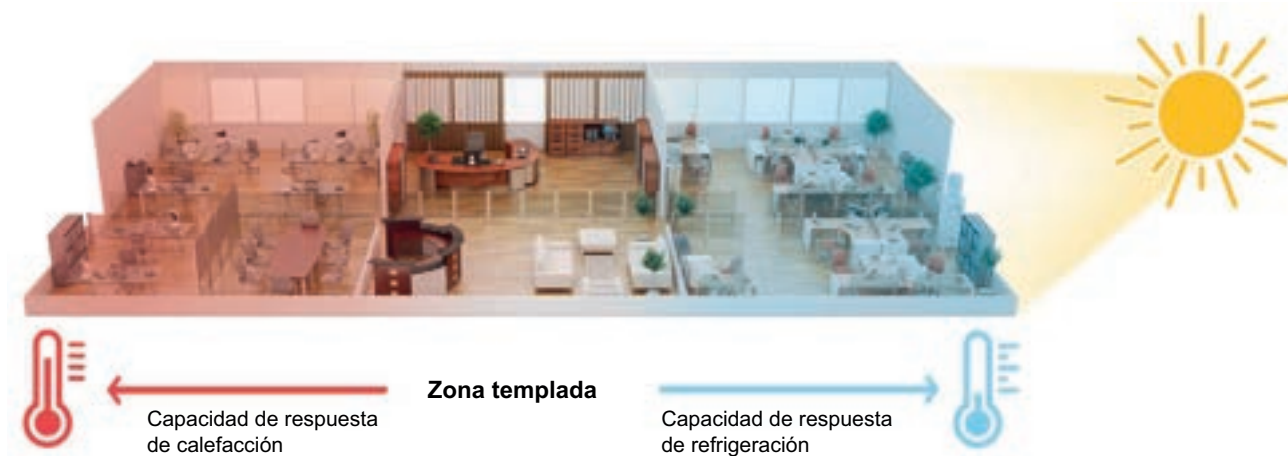 Zona templada
Capacidad de respuesta
de calefacción
Capacidad de respuesta
de refrigeración